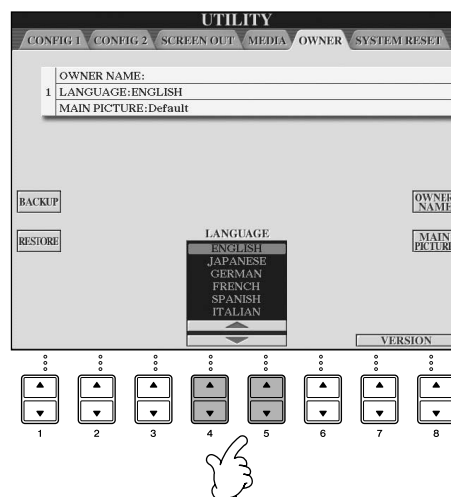 UTILITY
CONFIG 1 CONFIG 2 SCREEN OUT MEDIA OWNER SYSTEM RESET
OWNER NAME:
1 LANGUAGE:ENGLISH
MAIN PICTURE:Default
BACKUP
OWNER NAME
RESTORE
MAIN PICTURE
LANGUAGE
ENGLISH
JAPANESE
GERMAN
FRENCH
SPANISH
ITALIAN
VERSION
1 2 3 4 5 6 7 8